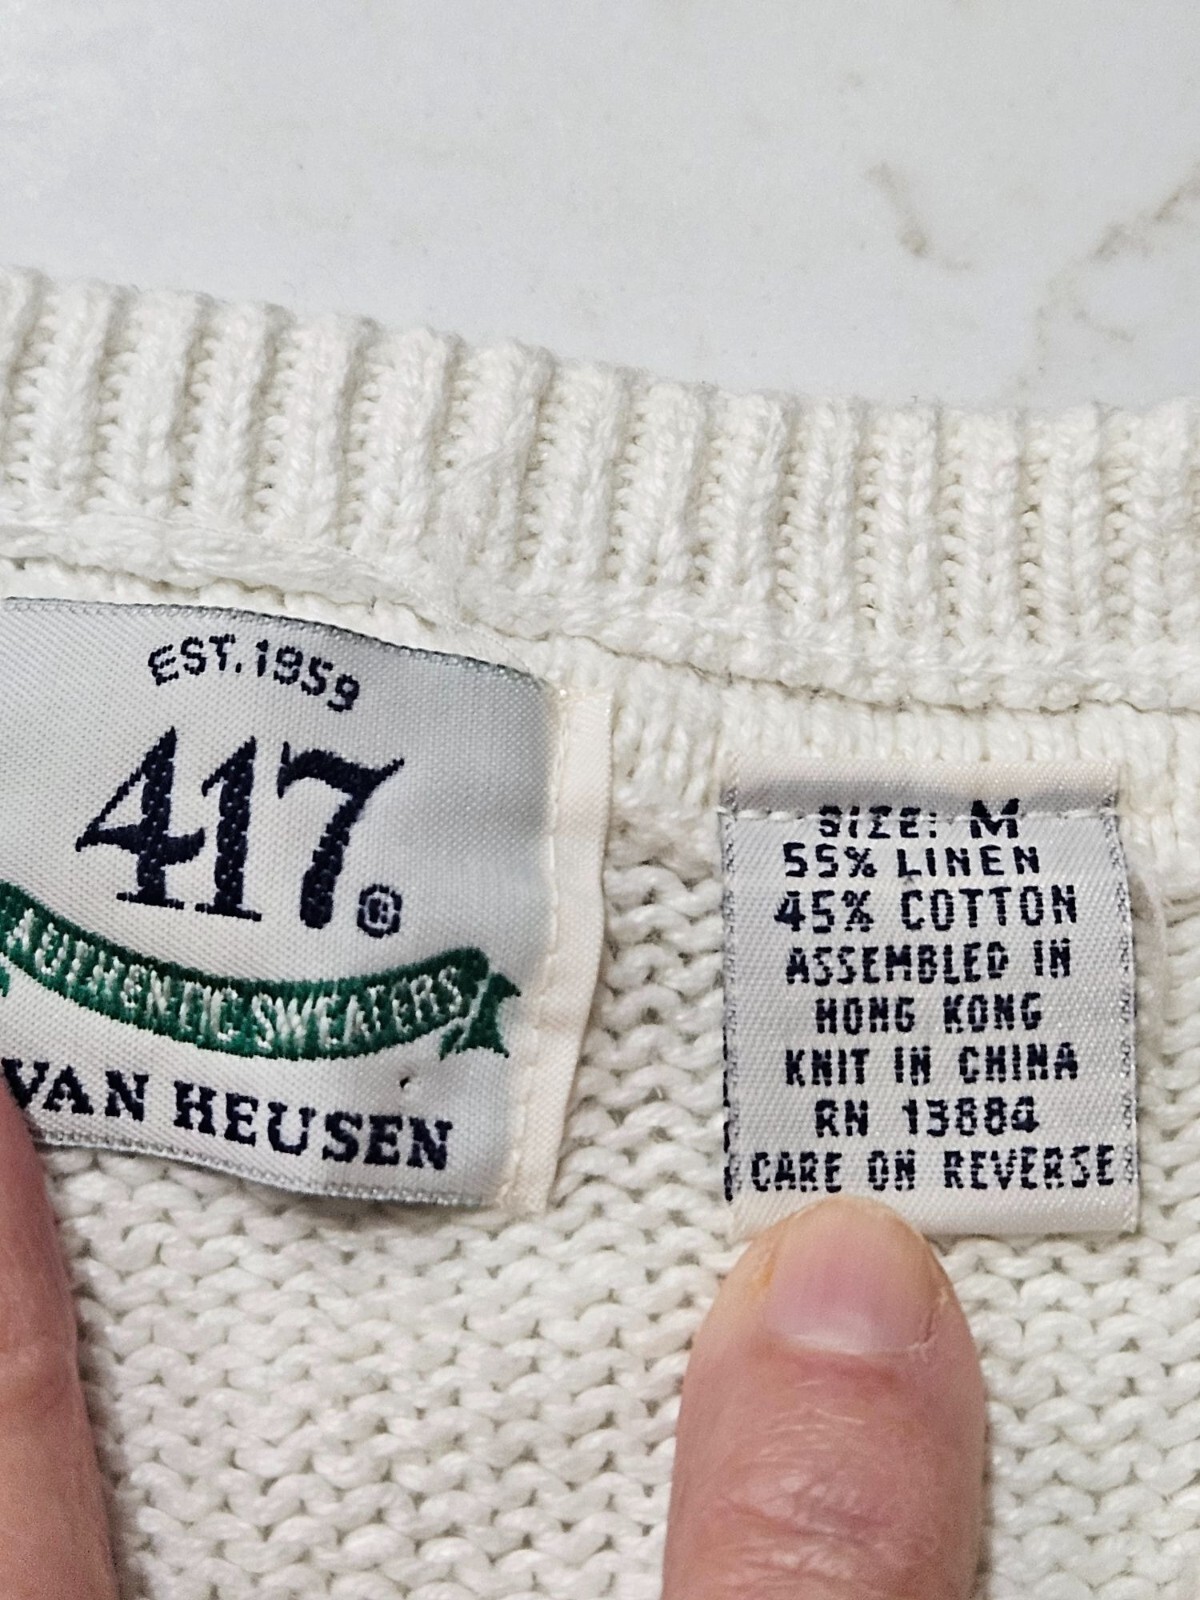 EST. 1959
417®
AUTHENTIC SWEATERS
VAN HEUSEN
SIZE: M
55% LINEN
45% COTTON
ASSEMBLED IN
HONG KONG
KNIT IN CHINA
RN 13884
CARE ON REVERSE